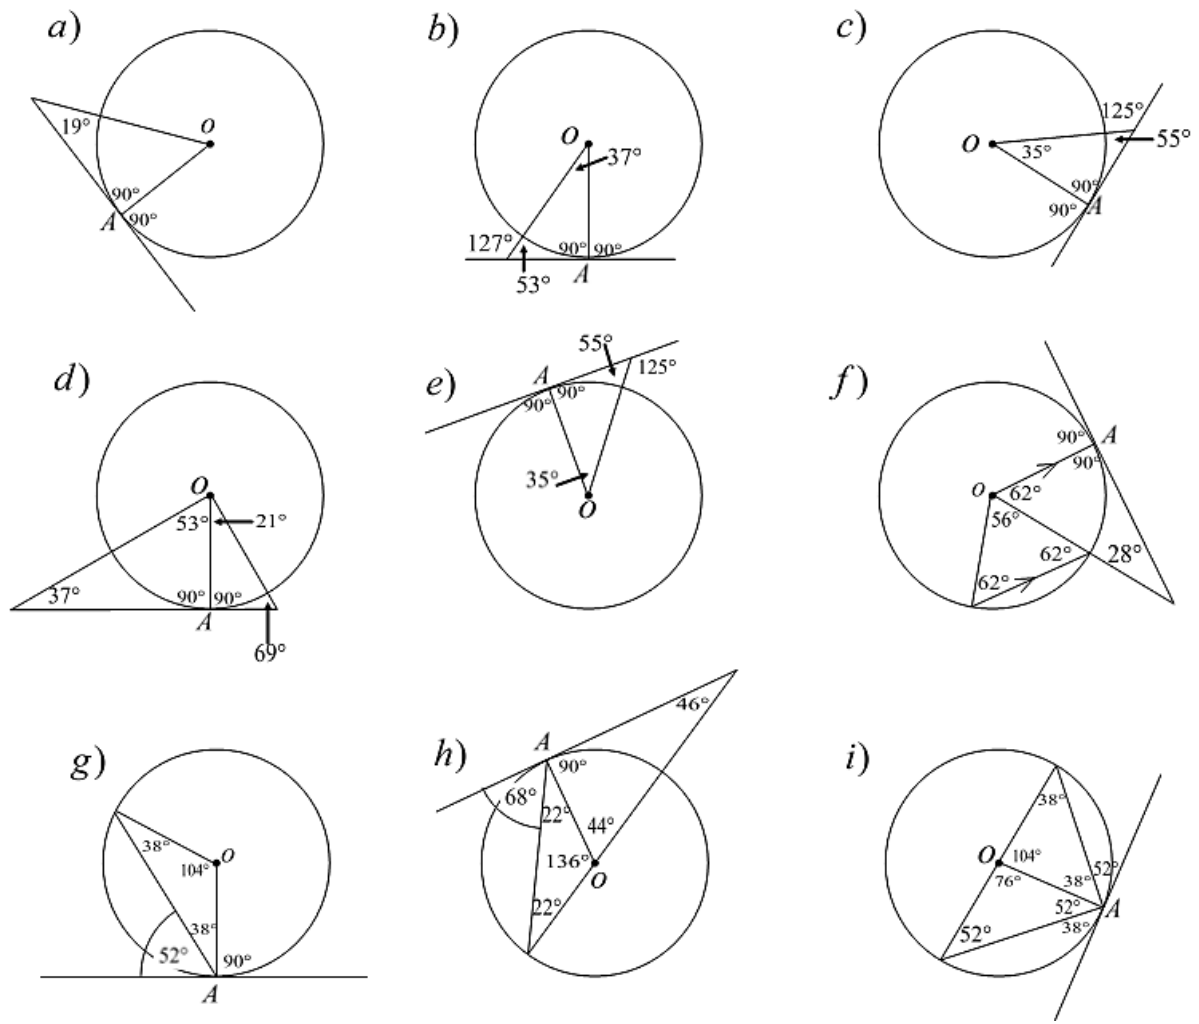 a) b) c)
19° O 90° A 90°
O 37° 127° 90° 90° 53° A
125° O 35° 55° 90° 90° A
d) e) f)
O 53° 21° 37° 90° 90° A 69°
55° A 90° 125° 90° 35° O
90° A 90° O 62° 56° 62° 28° 62°
g) h) i)
O 38° 104° 38° 52° 90° A
46° A 90° 68° 22° 44° 136° O 22°
38° O 104° 52° 76° 38° 52° A 38° 52°